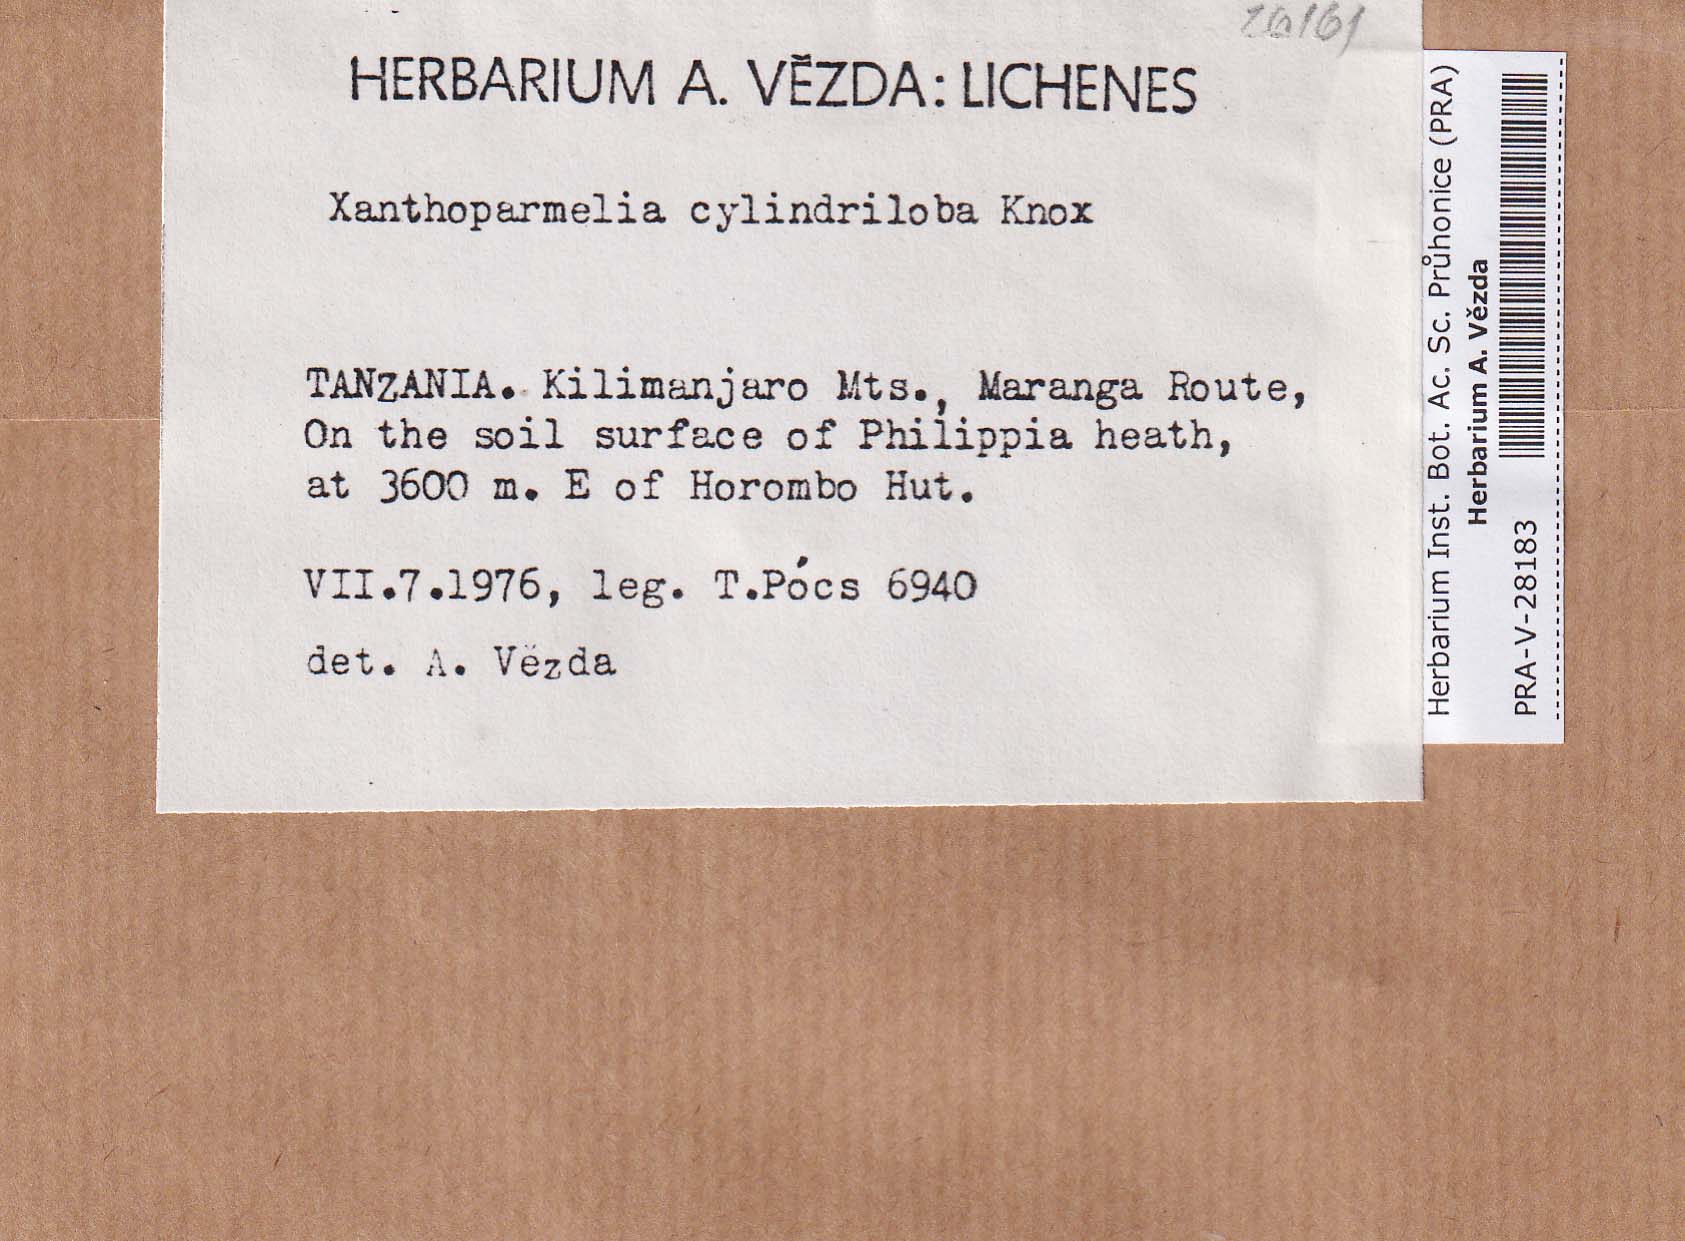 26161
HERBARIUM A. VĚZDA: LICHENES
Xanthoparmelia cylindriloba Knox
TANZANIA. Kilimanjaro Mts., Maranga Route,
On the soil surface of Philippia heath,
at 3600 m. E of Horombo Hut.
VII.7.1976, leg. T.Pócs 6940
det. A. Vězda
Herbarium Inst. Bot. Ac. Sc. Průhonice (PRA)
Herbarium A. Vězda
PRA-V-28183